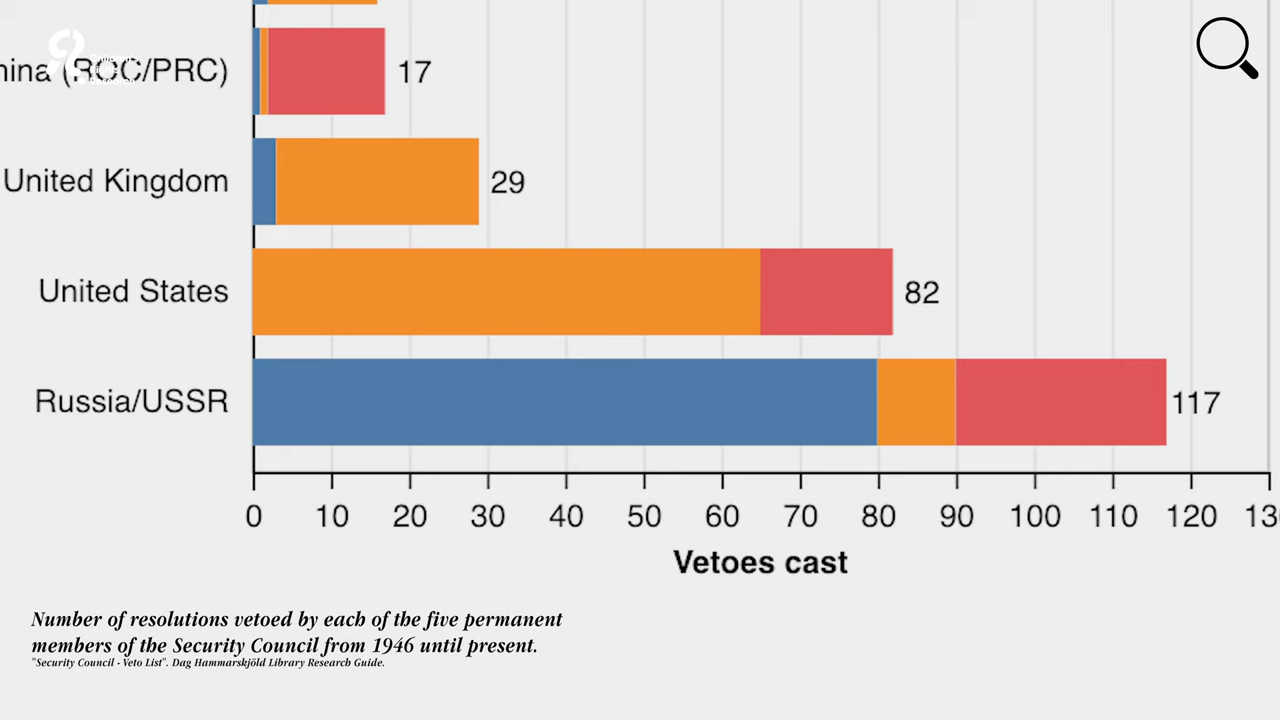 (ROC/PRC) 17
United Kingdom 29
United States 82
Russia/USSR 117
0 10 20 30 40 50 60 70 80 90 100 110 120
Vetoes cast
Number of resolutions vetoed by each of the five permanent
members of the Security Council from 1946 until present.
"Security Council - Veto List". Dag Hammarskjöld Library Research Guide.